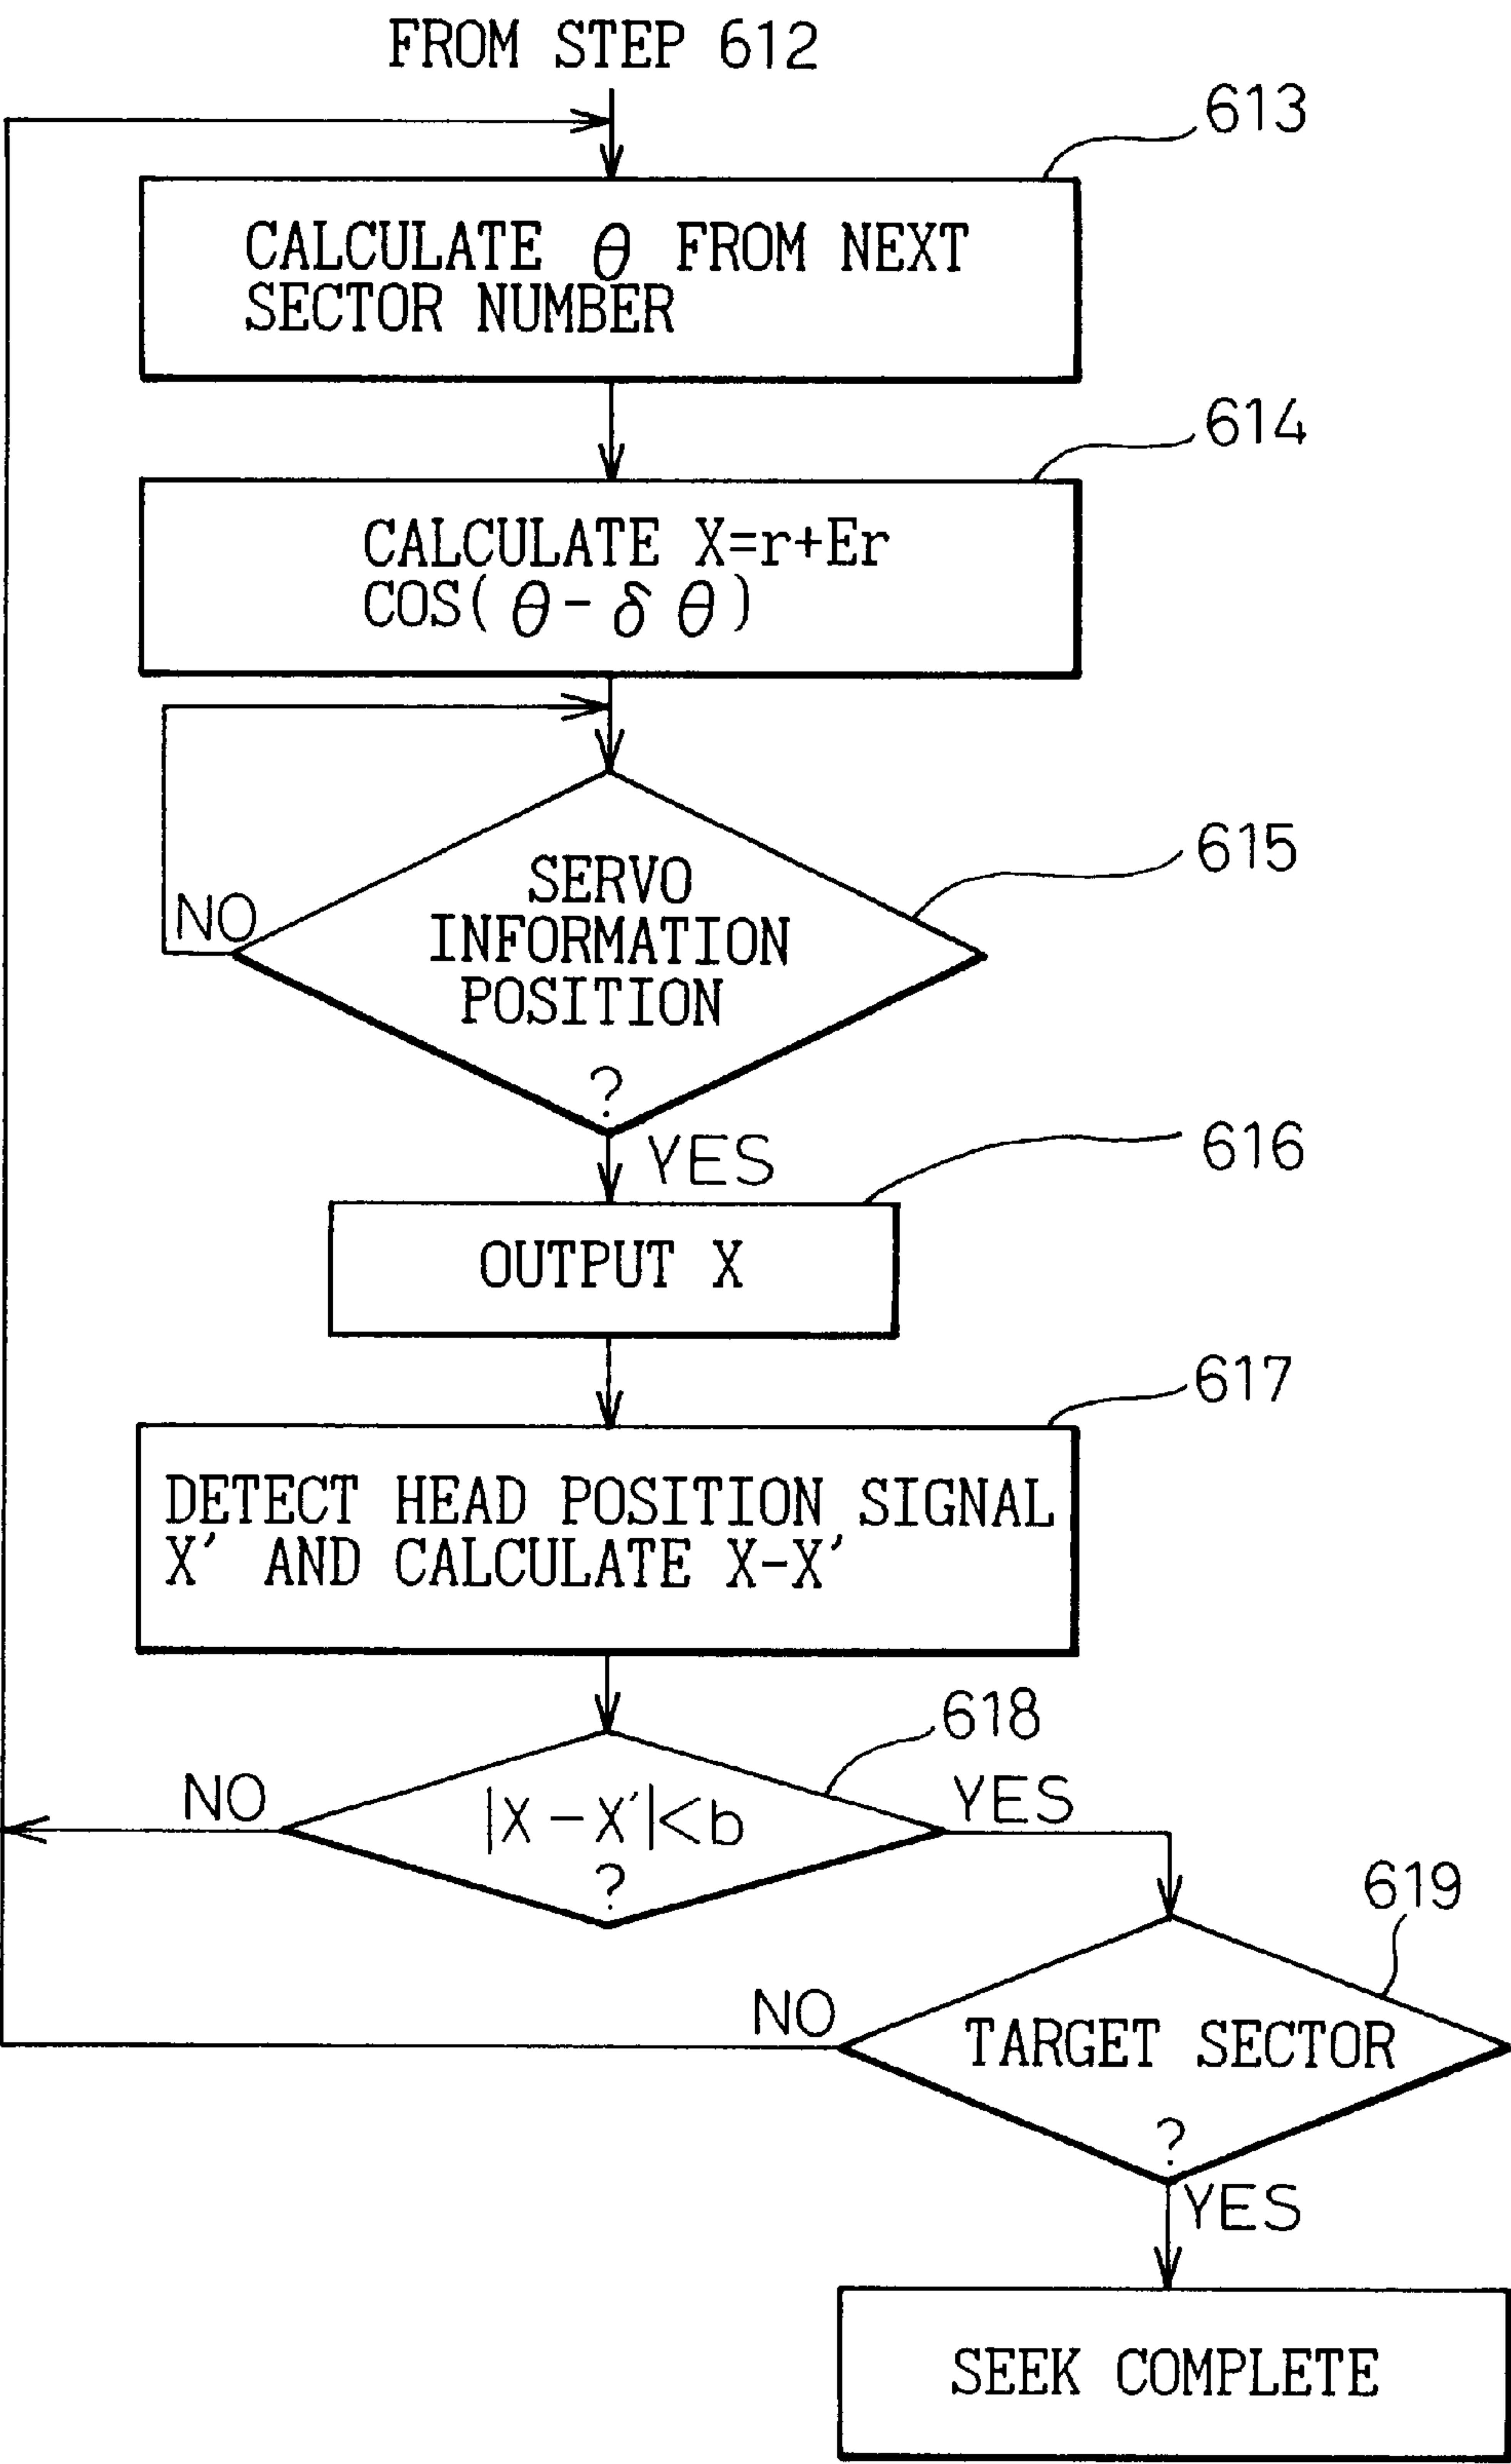 FROM STEP 612
613
CALCULATE θ FROM NEXT
SECTOR NUMBER
614
CALCULATE X=r+Er
COS(θ-δθ)
615
SERVO
INFORMATION
POSITION
?
NO
YES
616
OUTPUT X
617
DETECT HEAD POSITION SIGNAL
X' AND CALCULATE X-X'
618
NO
|X-X'|<b
?
YES
619
NO
TARGET SECTOR
?
YES
SEEK COMPLETE